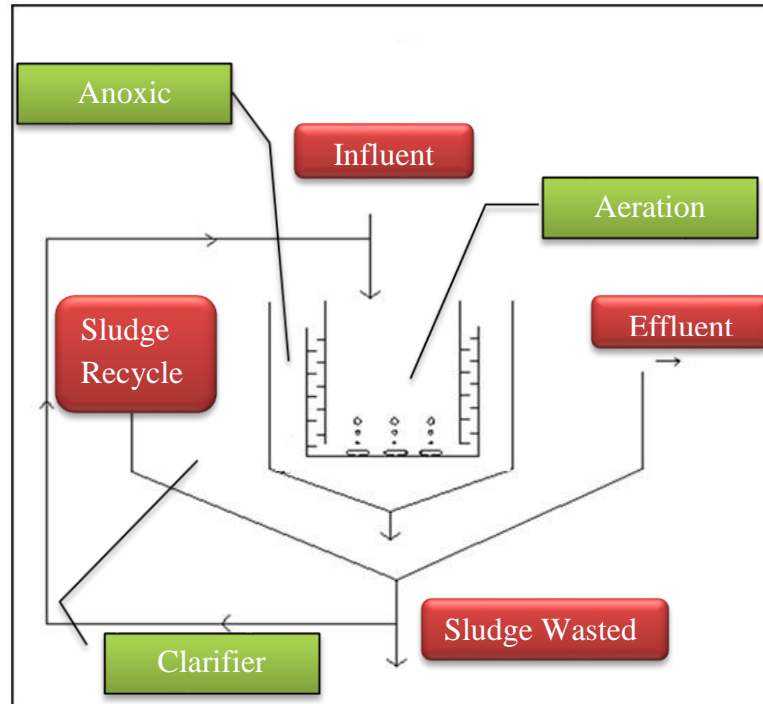 Anoxic
Influent
Aeration
Sludge
Recycle
Effluent
Sludge Wasted
Clarifier